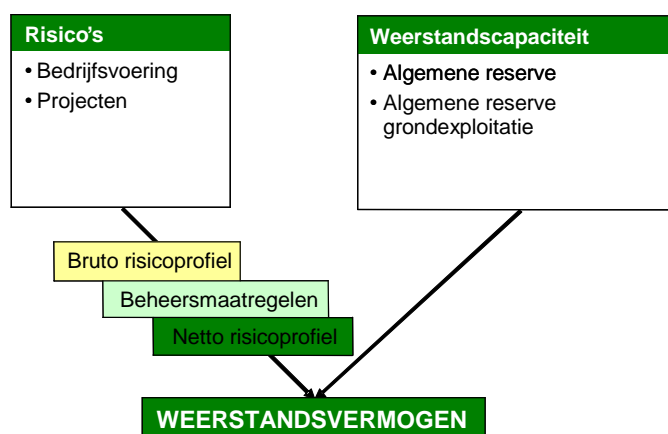 Risico's
• Bedrijfsvoering
• Projecten
Weerstandscapaciteit
• Algemene reserve
• Algemene reserve
grondexploitatie
Bruto risicoprofiel
Beheersmaatregelen
Netto risicoprofiel
WEERSTANDSVERMOGEN